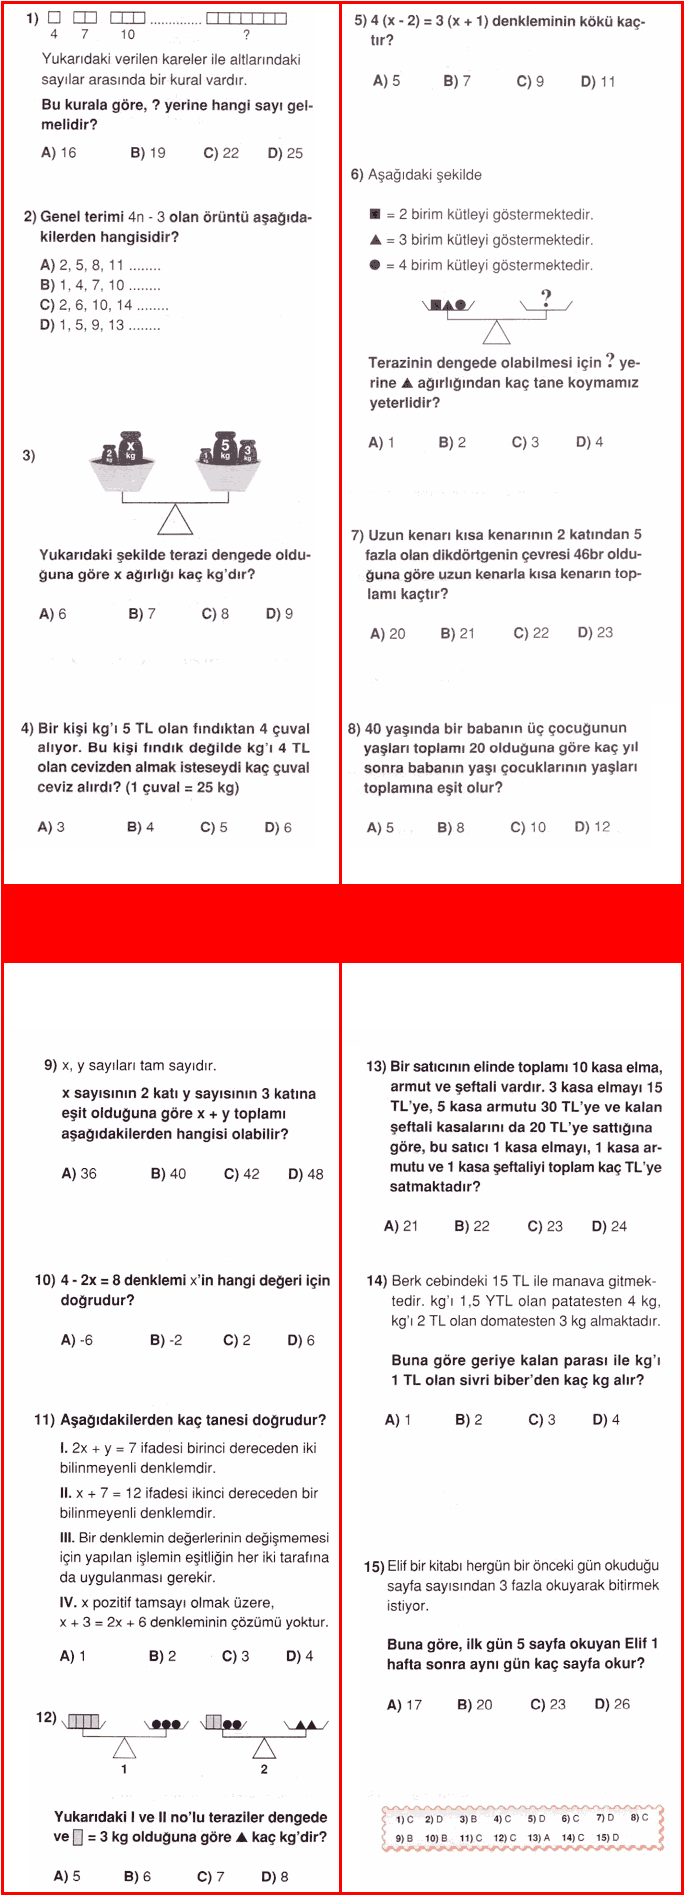 1) ..............
4 7 10 ?
Yukarıdaki verilen kareler ile altlarındaki
sayılar arasında bir kural vardır.
Bu kurala göre, ? yerine hangi sayı gel-
melidir?
A) 16 B) 19 C) 22 D) 25
2) Genel terimi 4n - 3 olan örüntü aşağıda-
kilerden hangisidir?
A) 2, 5, 8, 11 ........
B) 1, 4, 7, 10 ........
C) 2, 6, 10, 14 ........
D) 1, 5, 9, 13 ........
3)
2 kg x kg 1 kg 5 kg 3 kg
Yukarıdaki şekilde terazi dengede oldu-
ğuna göre x ağırlığı kaç kg'dır?
A) 6 B) 7 C) 8 D) 9
4) Bir kişi kg'ı 5 TL olan fındıktan 4 çuval
alıyor. Bu kişi fındık değilde kg'ı 4 TL
olan cevizden almak isteseydi kaç çuval
ceviz alırdı? (1 çuval = 25 kg)
A) 3 B) 4 C) 5 D) 6
5) 4 (x - 2) = 3 (x + 1) denkleminin kökü kaç-
tır?
A) 5 B) 7 C) 9 D) 11
6) Aşağıdaki şekilde
■ = 2 birim kütleyi göstermektedir.
▲ = 3 birim kütleyi göstermektedir.
● = 4 birim kütleyi göstermektedir.
?
Terazinin dengede olabilmesi için ? ye-
rine ▲ ağırlığından kaç tane koymamız
yeterlidir?
A) 1 B) 2 C) 3 D) 4
7) Uzun kenarı kısa kenarının 2 katından 5
fazla olan dikdörtgenin çevresi 46br oldu-
ğuna göre uzun kenarla kısa kenarın top-
lamı kaçtır?
A) 20 B) 21 C) 22 D) 23
8) 40 yaşında bir babanın üç çocuğunun
yaşları toplamı 20 olduğuna göre kaç yıl
sonra babanın yaşı çocuklarının yaşları
toplamına eşit olur?
A) 5 B) 8 C) 10 D) 12
9) x, y sayıları tam sayıdır.
x sayısının 2 katı y sayısının 3 katına
eşit olduğuna göre x + y toplamı
aşağıdakilerden hangisi olabilir?
A) 36 B) 40 C) 42 D) 48
10) 4 - 2x = 8 denklemi x'in hangi değeri için
doğrudur?
A) -6 B) -2 C) 2 D) 6
11) Aşağıdakilerden kaç tanesi doğrudur?
I. 2x + y = 7 ifadesi birinci dereceden iki
bilinmeyenli denklemdir.
II. x + 7 = 12 ifadesi ikinci dereceden bir
bilinmeyenli denklemdir.
III. Bir denklemin değerlerinin değişmemesi
için yapılan işlemin eşitliğin her iki tarafına
da uygulanması gerekir.
IV. x pozitif tamsayı olmak üzere,
x + 3 = 2x + 6 denkleminin çözümü yoktur.
A) 1 B) 2 C) 3 D) 4
12)
1 2
Yukarıdaki I ve II no'lu teraziler dengede
ve = 3 kg olduğuna göre ▲ kaç kg'dir?
A) 5 B) 6 C) 7 D) 8
13) Bir satıcının elinde toplamı 10 kasa elma,
armut ve şeftali vardır. 3 kasa elmayı 15
TL'ye, 5 kasa armutu 30 TL'ye ve kalan
şeftali kasalarını da 20 TL'ye sattığına
göre, bu satıcı 1 kasa elmayı, 1 kasa ar-
mutu ve 1 kasa şeftaliyi toplam kaç TL'ye
satmaktadır?
A) 21 B) 22 C) 23 D) 24
14) Berk cebindeki 15 TL ile manava gitmek-
tedir. kg'ı 1,5 YTL olan patatesten 4 kg,
kg'ı 2 TL olan domatesten 3 kg almaktadır.
Buna göre geriye kalan parası ile kg'ı
1 TL olan sivri biber'den kaç kg alır?
A) 1 B) 2 C) 3 D) 4
15) Elif bir kitabı hergün bir önceki gün okuduğu
sayfa sayısından 3 fazla okuyarak bitirmek
istiyor.
Buna göre, ilk gün 5 sayfa okuyan Elif 1
hafta sonra aynı gün kaç sayfa okur?
A) 17 B) 20 C) 23 D) 26
1) C 2) D 3) B 4) C 5) D 6) C 7) D 8) C
9) B 10) B 11) C 12) C 13) A 14) C 15) D